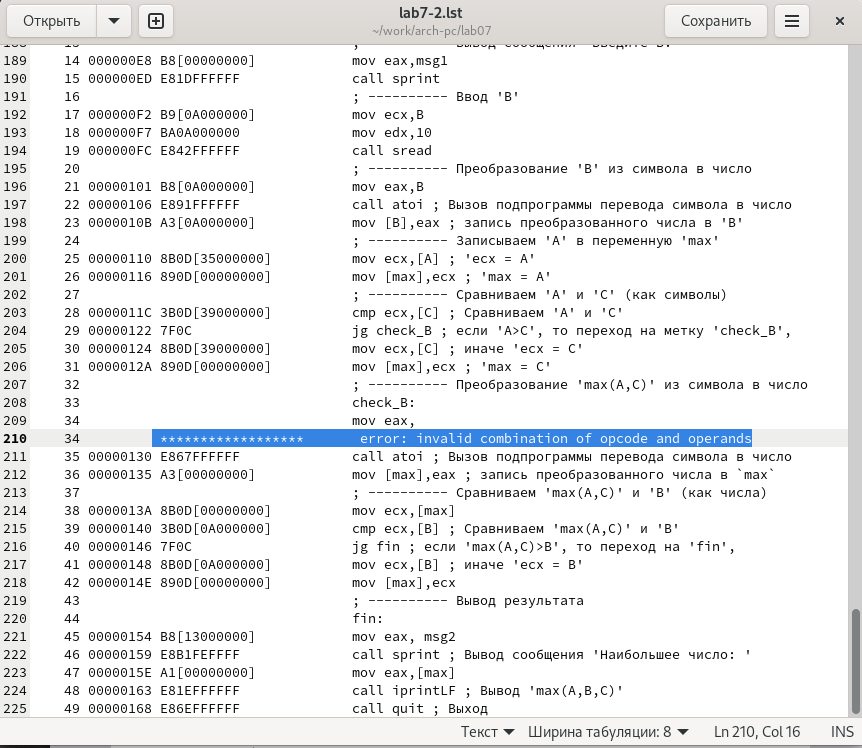 Открыть
lab7-2.lst
~/work/arch-pc/lab07
Сохранить
189 14 000000E8 B8[00000000] mov eax,msg1
190 15 000000ED E81DFFFFFF call sprint
191 16 ; ---------- Ввод 'B'
192 17 000000F2 B9[0A000000] mov ecx,B
193 18 000000F7 BA0A000000 mov edx,10
194 19 000000FC E842FFFFFF call sread
195 20 ; ---------- Преобразование 'B' из символа в число
196 21 00000101 B8[0A000000] mov eax,B
197 22 00000106 E891FFFFFF call atoi ; Вызов подпрограммы перевода символа в число
198 23 0000010B A3[0A000000] mov [B],eax ; запись преобразованного числа в 'B'
199 24 ; ---------- Записываем 'A' в переменную 'max'
200 25 00000110 8B0D[35000000] mov ecx,[A] ; 'ecx = A'
201 26 00000116 890D[00000000] mov [max],ecx ; 'max = A'
202 27 ; ---------- Сравниваем 'A' и 'С' (как символы)
203 28 0000011C 3B0D[39000000] cmp ecx,[C] ; Сравниваем 'A' и 'С'
204 29 00000122 7F0C jg check_B ; если 'A>C', то переход на метку 'check_B',
205 30 00000124 8B0D[39000000] mov ecx,[C] ; иначе 'ecx = C'
206 31 0000012A 890D[00000000] mov [max],ecx ; 'max = C'
207 32 ; ---------- Преобразование 'max(A,C)' из символа в число
208 33 check_B:
209 34 mov eax,
210 34 ****************** error: invalid combination of opcode and operands
211 35 00000130 E867FFFFFF call atoi ; Вызов подпрограммы перевода символа в число
212 36 00000135 A3[00000000] mov [max],eax ; запись преобразованного числа в `max`
213 37 ; ---------- Сравниваем 'max(A,C)' и 'B' (как числа)
214 38 0000013A 8B0D[00000000] mov ecx,[max]
215 39 00000140 3B0D[0A000000] cmp ecx,[B] ; Сравниваем 'max(A,C)' и 'B'
216 40 00000146 7F0C jg fin ; если 'max(A,C)>B', то переход на 'fin',
217 41 00000148 8B0D[0A000000] mov ecx,[B] ; иначе 'ecx = B'
218 42 0000014E 890D[00000000] mov [max],ecx
219 43 ; ---------- Вывод результата
220 44 fin:
221 45 00000154 B8[13000000] mov eax, msg2
222 46 00000159 E8B1FEFFFF call sprint ; Вывод сообщения 'Наибольшее число: '
223 47 0000015E A1[00000000] mov eax,[max]
224 48 00000163 E81EFFFFFF call iprintLF ; Вывод 'max(A,B,C)'
225 49 00000168 E86EFFFFFF call quit ; Выход
Текст Ширина табуляции: 8 Ln 210, Col 16 INS